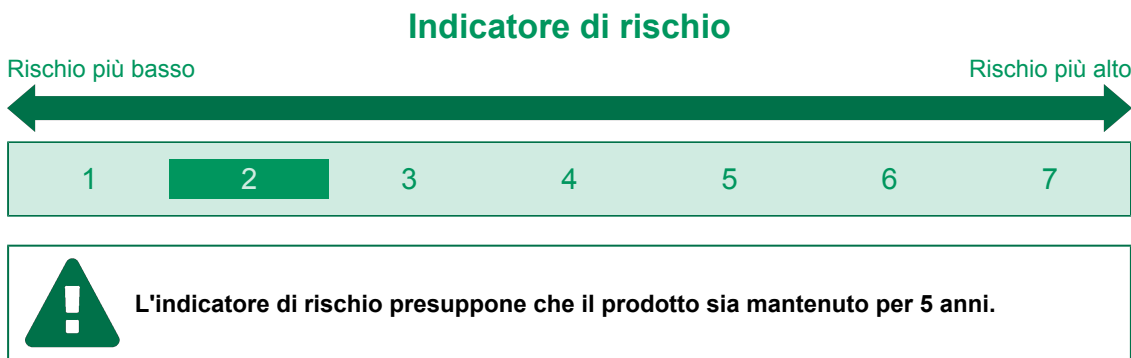 Indicatore di rischio
Rischio più basso Rischio più alto
1 2 3 4 5 6 7
L'indicatore di rischio presuppone che il prodotto sia mantenuto per 5 anni.